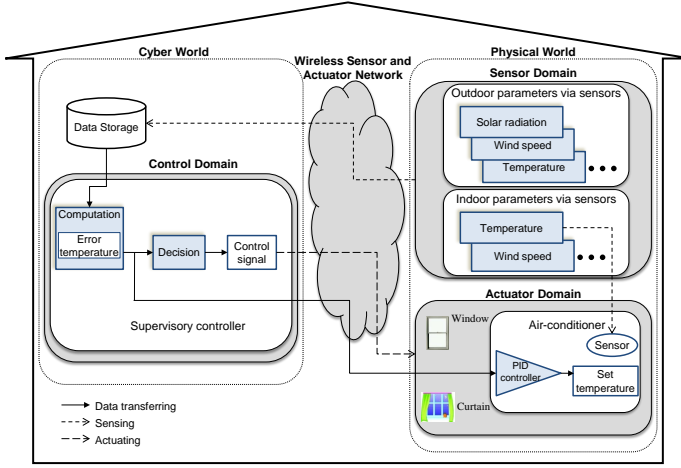 Cyber World
Wireless Sensor and
Actuator Network
Physical World
Sensor Domain
Outdoor parameters via sensors
Solar radiation
Wind speed
Temperature
Data Storage
Control Domain
Computation
Error
temperature
Decision
Control
signal
Supervisory controller
Indoor parameters via sensors
Temperature
Wind speed
Actuator Domain
Window
Air-conditioner
Sensor
PID
controller
Set
temperature
Curtain
Data transferring
Sensing
Actuating